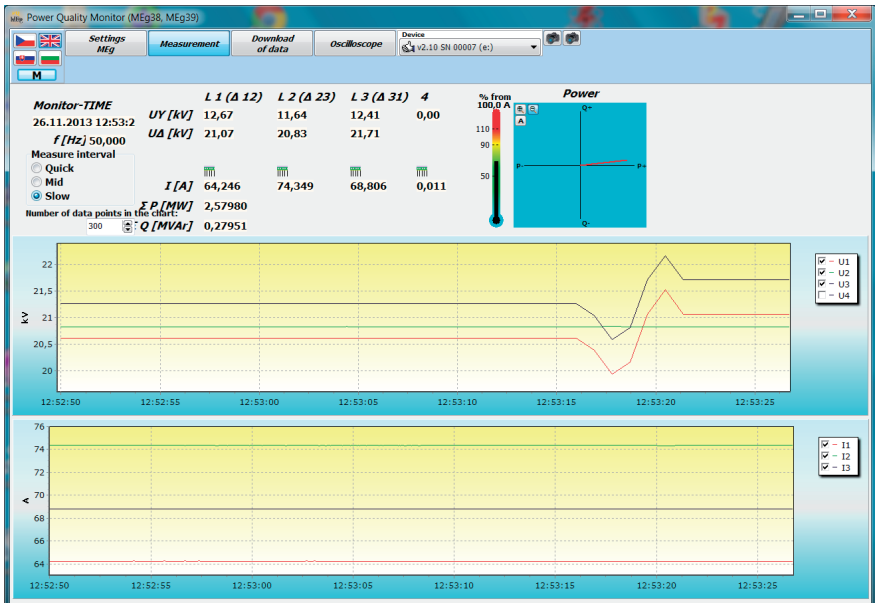 MEg Power Quality Monitor (MEg38, MEg39)
Settings MEg
Measurement
Download of data
Oscilloscope
Device
v2.10 SN 00007 (e:)
M
L 1 (Δ 12) L 2 (Δ 23) L 3 (Δ 31) 4
Monitor-TIME
26.11.2013 12:53:2
UY [kV] 12,67 11,64 12,41 0,00
UΔ [kV] 21,07 20,83 21,71
f [Hz] 50,000
Measure interval
Quick
Mid
Slow
I [A] 64,246 74,349 68,806 0,011
Σ P [MW] 2,57980
Number of data points in the chart:
300
Q [MVAr] 0,27951
% from
100,0 A
110
90
50
Power
A
Q+
P-
P+
Q-
22
21,5
21
20,5
20
kV
12:52:50 12:52:55 12:53:00 12:53:05 12:53:10 12:53:15 12:53:20 12:53:25
U1
U2
U3
U4
76
74
72
70
68
66
64
A
12:52:50 12:52:55 12:53:00 12:53:05 12:53:10 12:53:15 12:53:20 12:53:25
I1
I2
I3